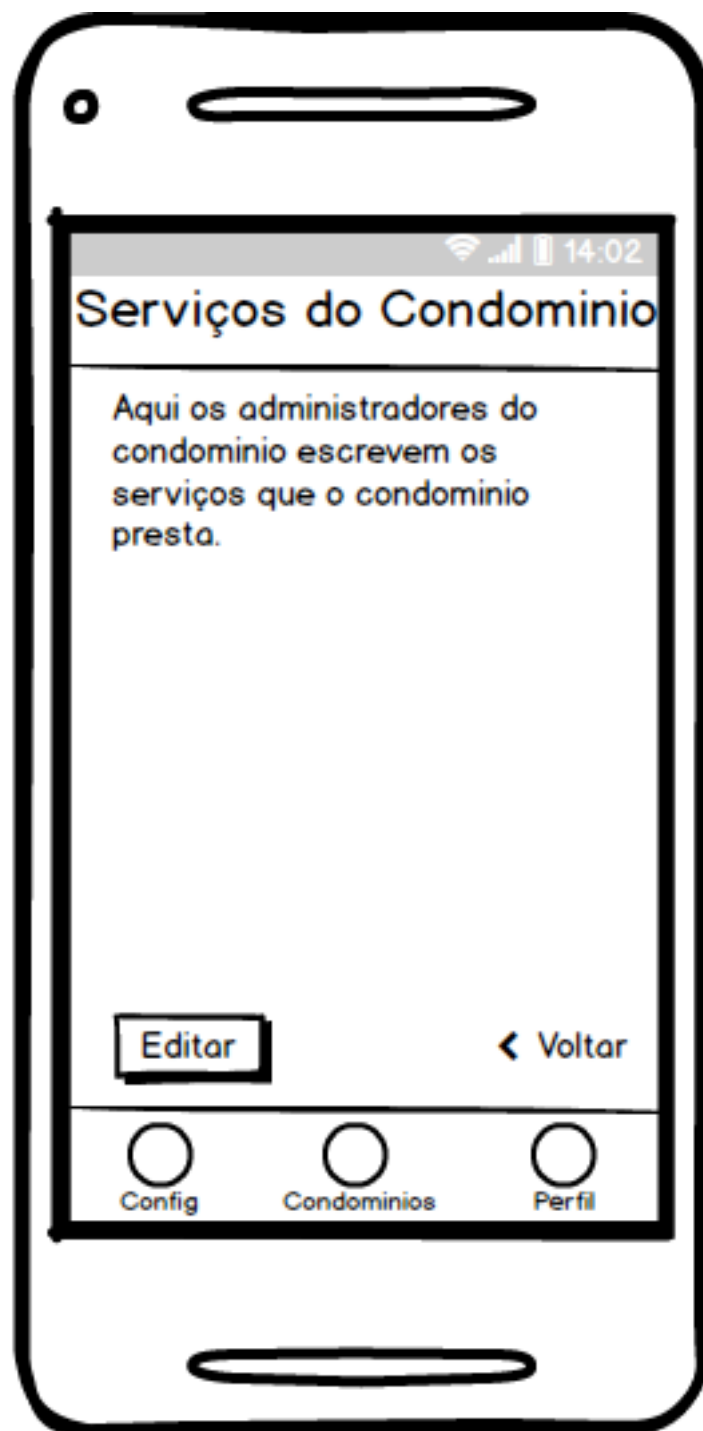 14:02
Serviços do Condominio
Aqui os administradores do
condominio escrevem os
serviços que o condominio
presta.
Editar
Voltar
Config
Condominios
Perfil